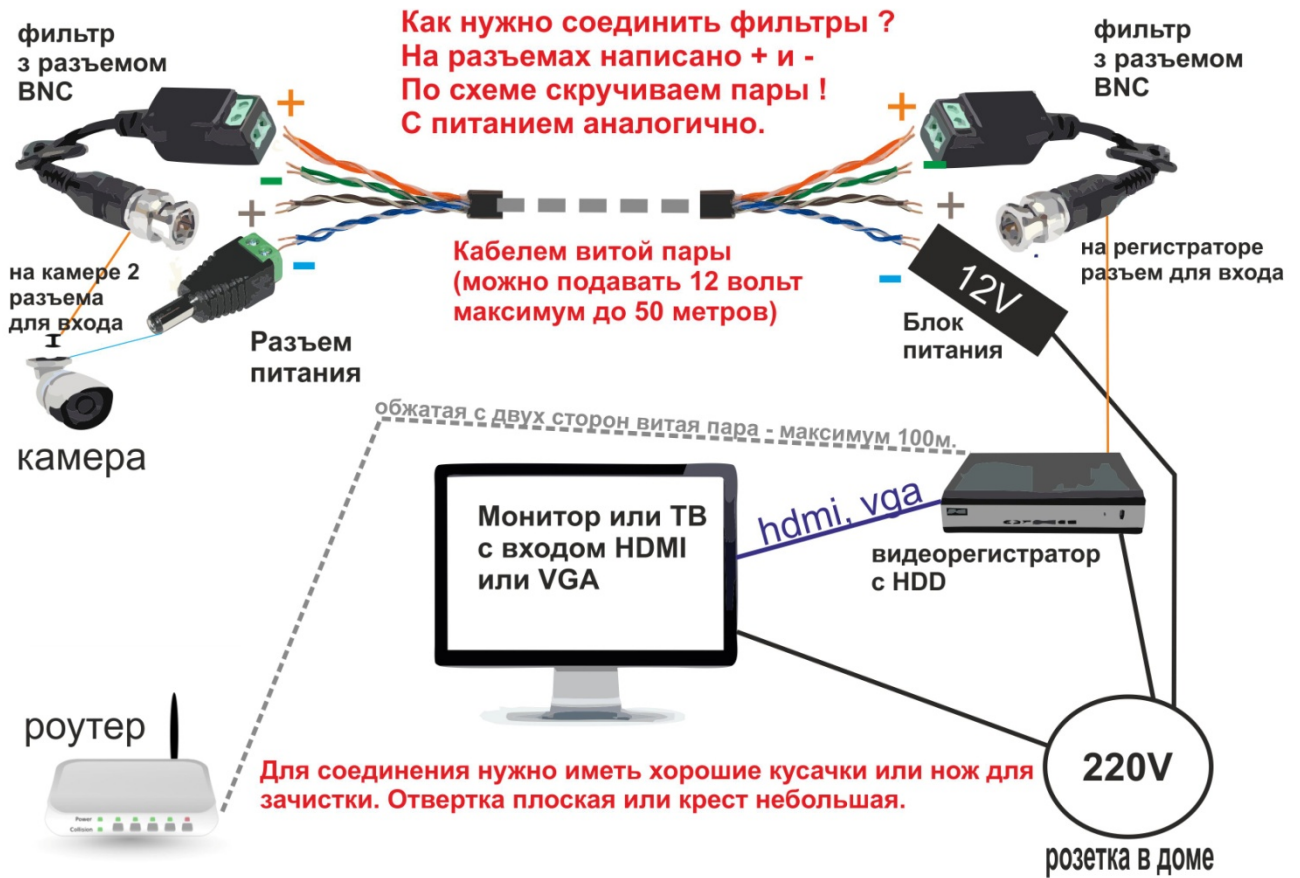 фильтр
з разъемом
BNC
Как нужно соединить фильтры ?
На разъемах написано + и -
По схеме скручиваем пары !
С питанием аналогично.
фильтр
з разъемом
BNC
+
-
+
-
+
-
+
-
Кабелем витой пары
(можно подавать 12 вольт
максимум до 50 метров)
на камере 2
разъема
для входа
Разъем
питания
камера
на регистраторе
разъем для входа
12V
Блок
питания
обжатая с двух сторон витая пара - максимум 100м.
Монитор или ТВ
с входом HDMI
или VGA
hdmi, vga
видеорегистратор
с HDD
роутер
Power
Collision
Для соединения нужно иметь хорошие кусачки или нож для
зачистки. Отвертка плоская или крест небольшая.
220V
розетка в доме